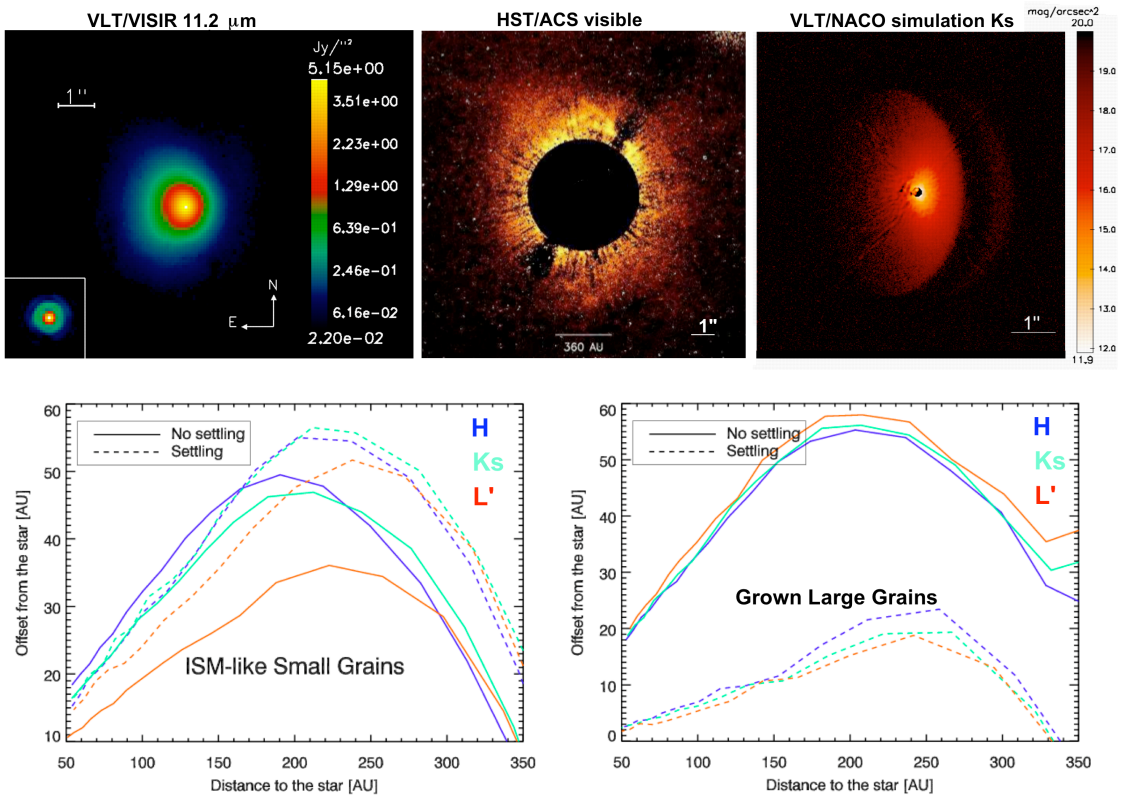 VLT/VISIR 11.2 μm
HST/ACS visible
VLT/NACO simulation Ks
mag/arcsec^2
Jy/"²
5.15e+00
3.51e+00
2.23e+00
1.29e+00
6.39e-01
2.46e-01
6.16e-02
2.20e-02
1"
N
E
360 AU
1"
1"
20.0
19.0
18.0
17.0
16.0
15.0
14.0
13.0
12.0
11.9
No settling
Settling
H
Ks
L'
ISM-like Small Grains
Offset from the star [AU]
60
50
40
30
20
10
50 100 150 200 250 300 350
Distance to the star [AU]
No settling
Settling
H
Ks
L'
Grown Large Grains
Offset from the star [AU]
60
50
40
30
20
10
0
50 100 150 200 250 300 350
Distance to the star [AU]